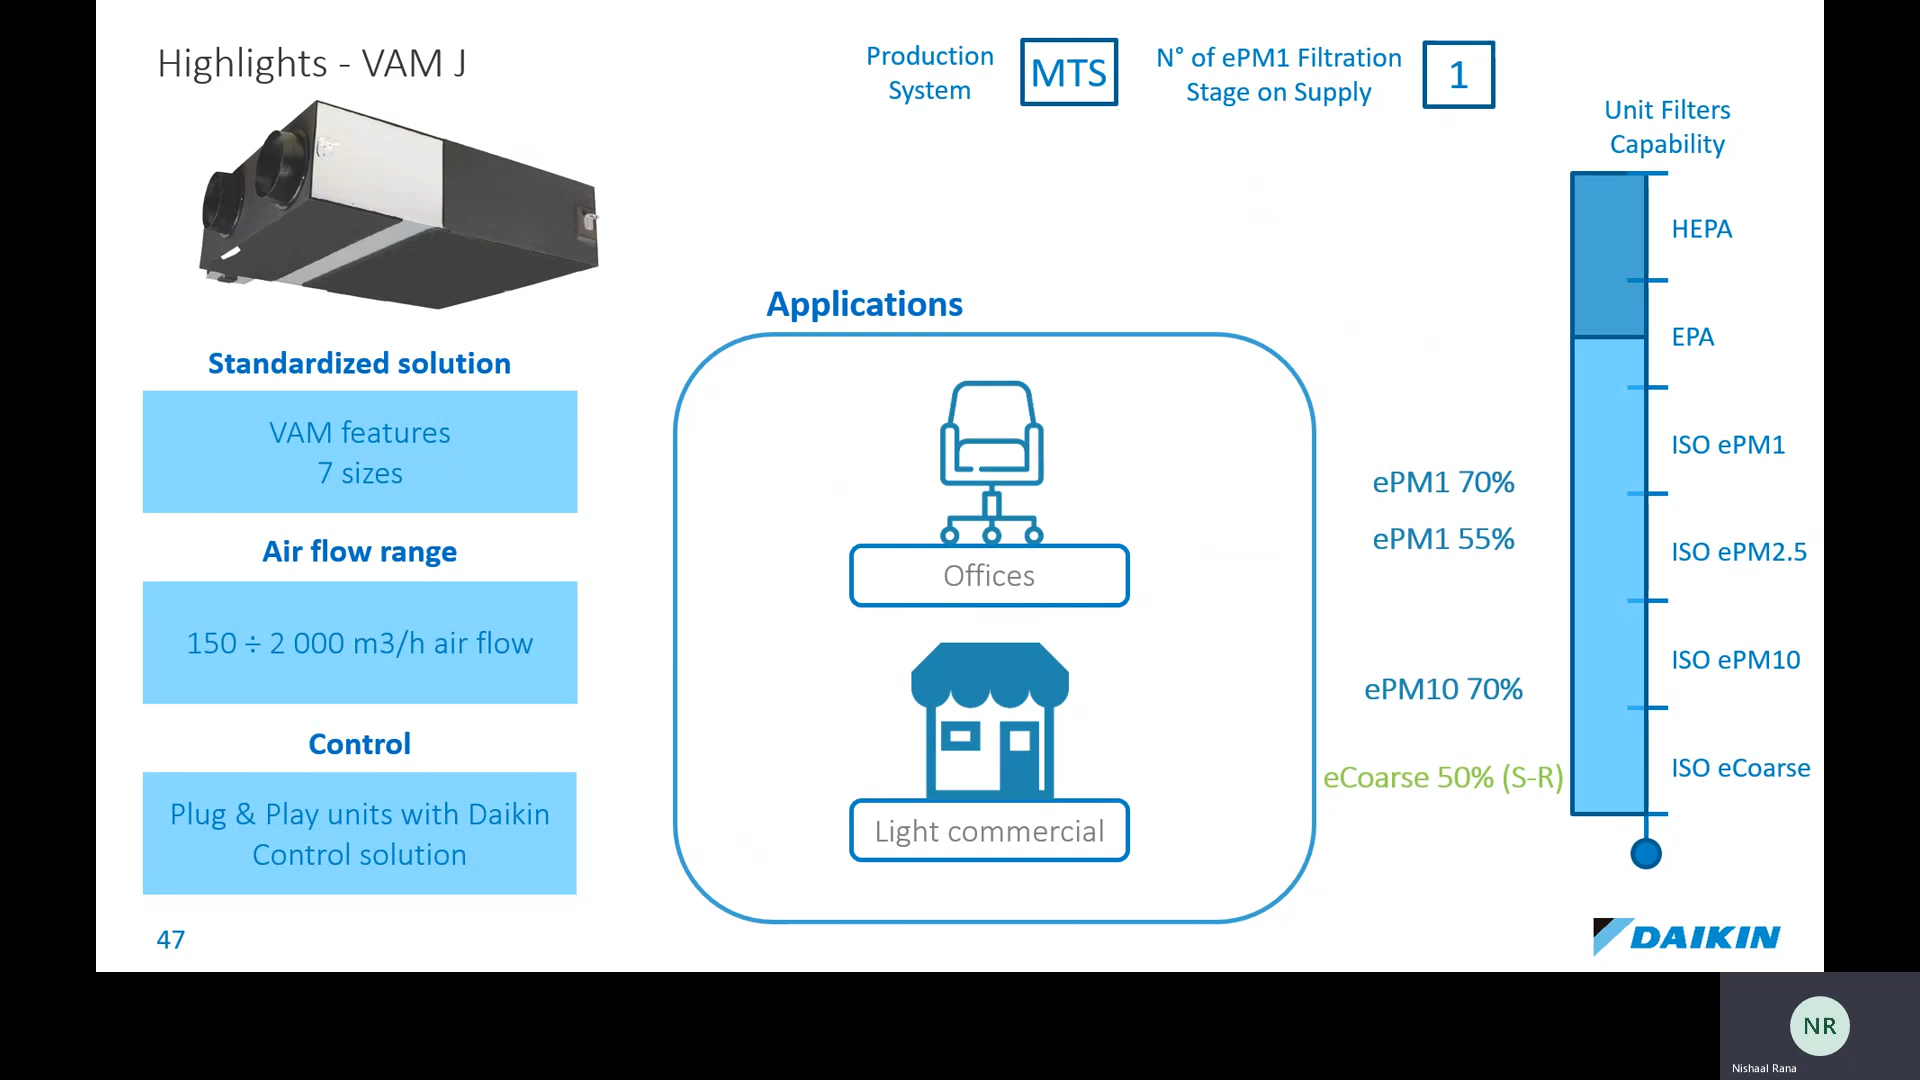 Highlights - VAM J
Production
System
MTS
N° of ePM1 Filtration
Stage on Supply
1
Unit Filters
Capability
HEPA
EPA
ISO ePM1
ISO ePM2.5
ISO ePM10
ISO eCoarse
Standardized solution
VAM features
7 sizes
Air flow range
150 ÷ 2 000 m3/h air flow
Control
Plug & Play units with Daikin
Control solution
Applications
Offices
Light commercial
ePM1 70%
ePM1 55%
ePM10 70%
eCoarse 50% (S-R)
47
DAIKIN
NR
Nishaal Rana